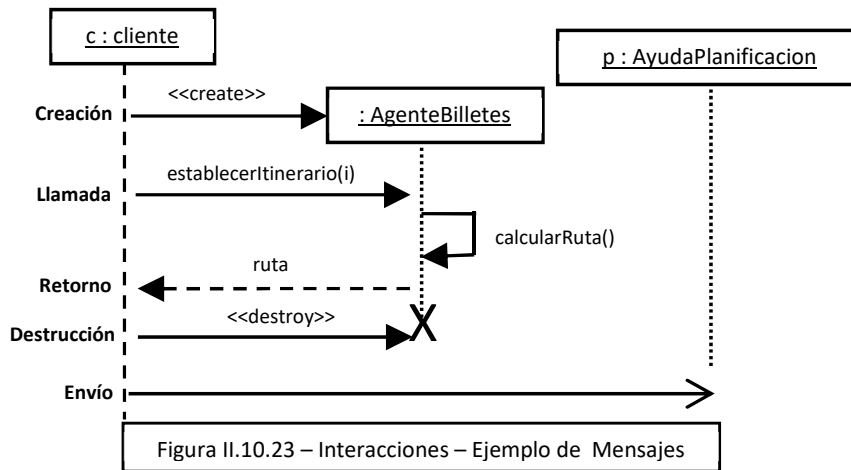 c : cliente
p : AyudaPlanificacion
<<create>>
Creación
: AgenteBilletes
establecerItinerario(i)
Llamada
calcularRuta()
ruta
Retorno
<<destroy>>
Destrucción
X
Envío
Figura II.10.23 – Interacciones – Ejemplo de Mensajes